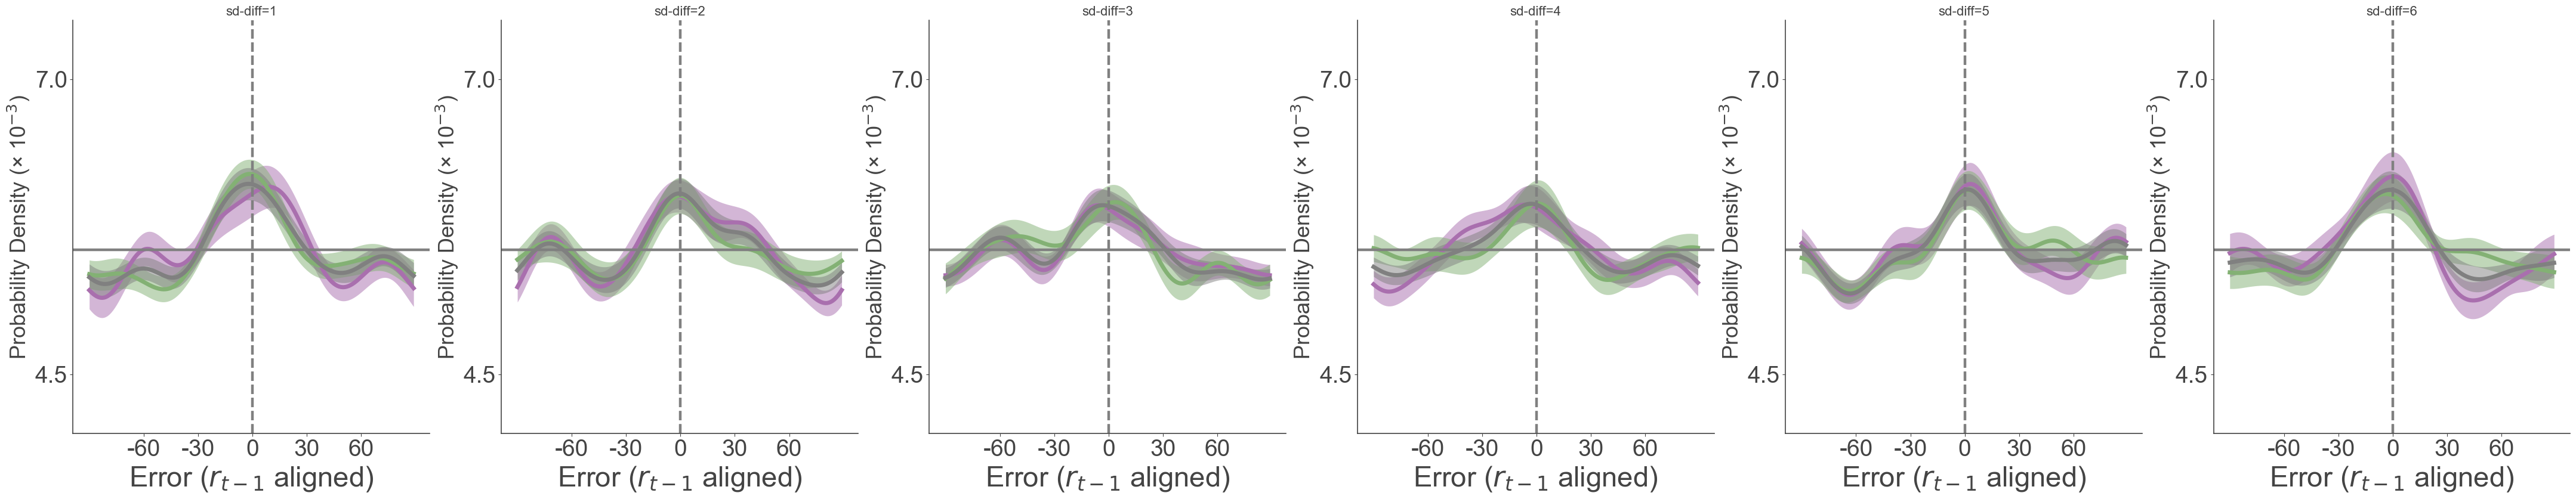 sd-diff=1
7.0
4.5
Probability Density (× 10⁻³)
-60 -30 0 30 60
Error (rₜ₋₁ aligned)
sd-diff=2
7.0
4.5
Probability Density (× 10⁻³)
-60 -30 0 30 60
Error (rₜ₋₁ aligned)
sd-diff=3
7.0
4.5
Probability Density (× 10⁻³)
-60 -30 0 30 60
Error (rₜ₋₁ aligned)
sd-diff=4
7.0
4.5
Probability Density (× 10⁻³)
-60 -30 0 30 60
Error (rₜ₋₁ aligned)
sd-diff=5
7.0
4.5
Probability Density (× 10⁻³)
-60 -30 0 30 60
Error (rₜ₋₁ aligned)
sd-diff=6
7.0
4.5
Probability Density (× 10⁻³)
-60 -30 0 30 60
Error (rₜ₋₁ aligned)